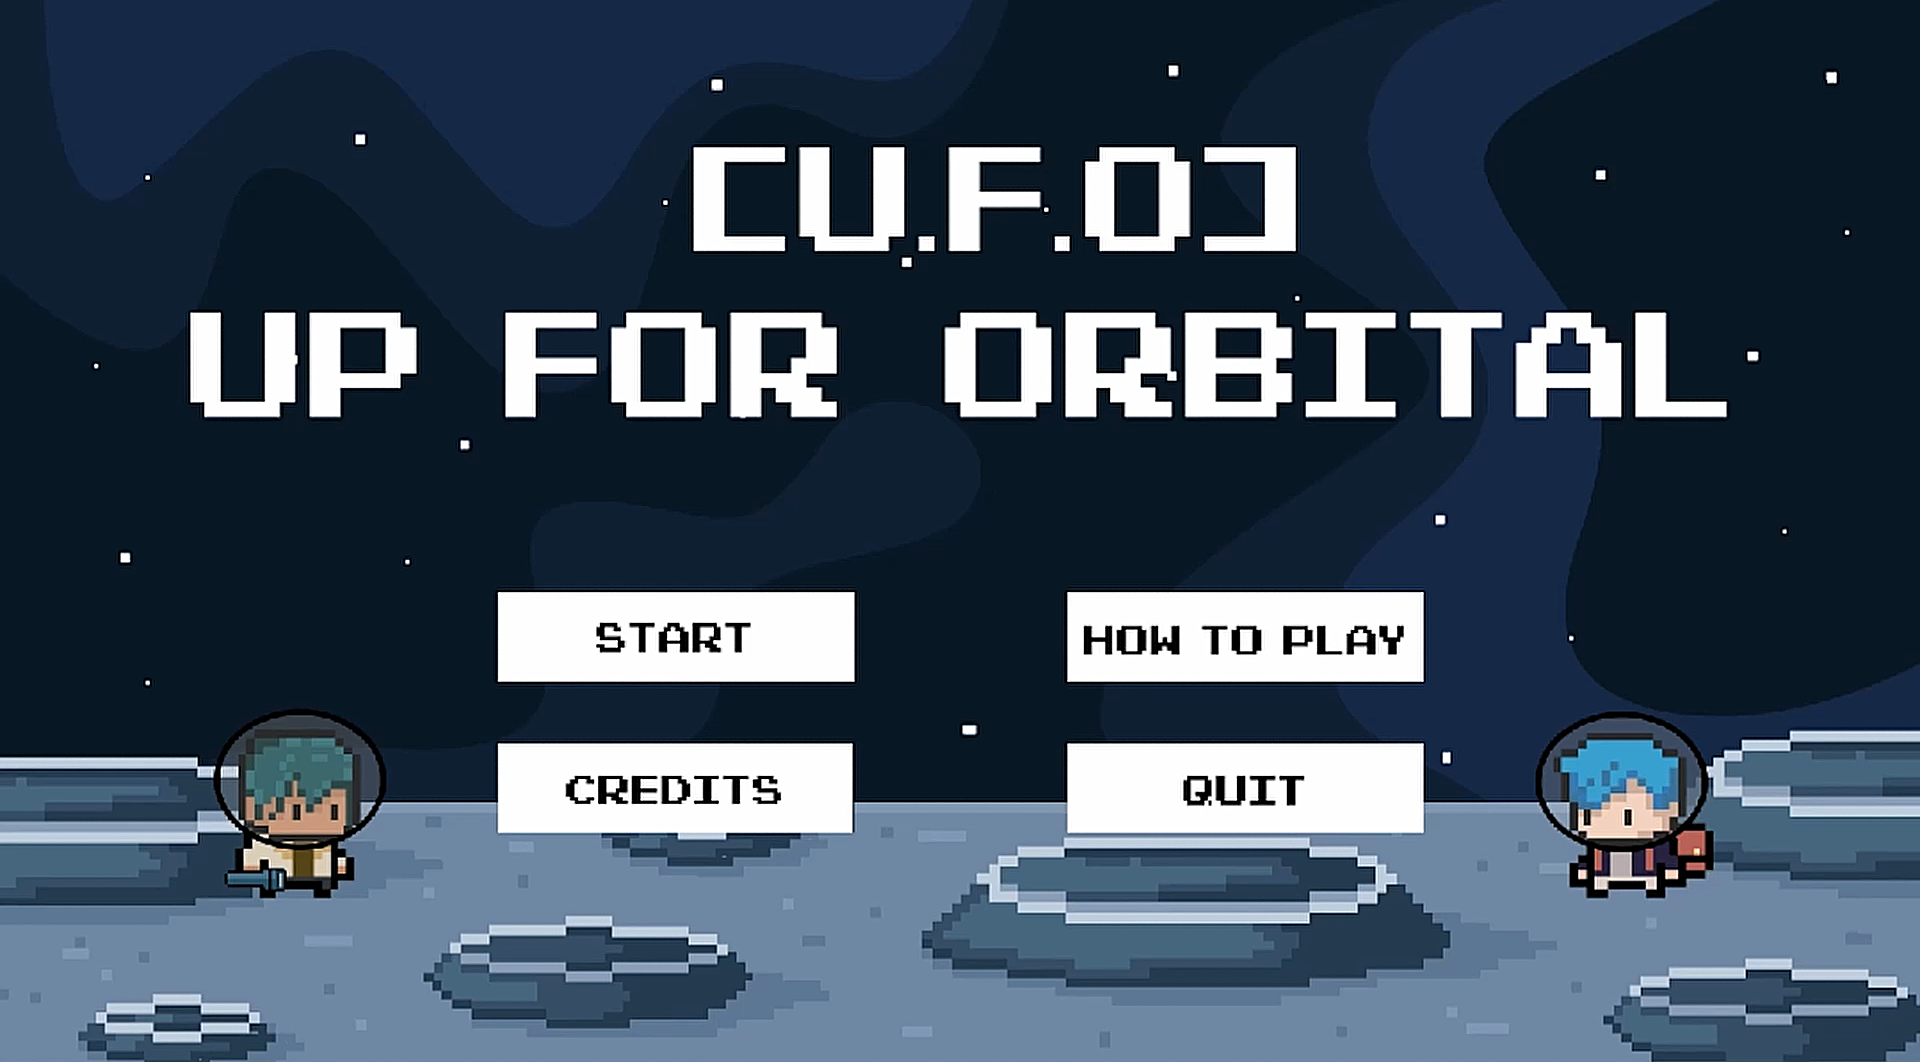 [U.F.O]
UP FOR ORBITAL
START
HOW TO PLAY
CREDITS
QUIT